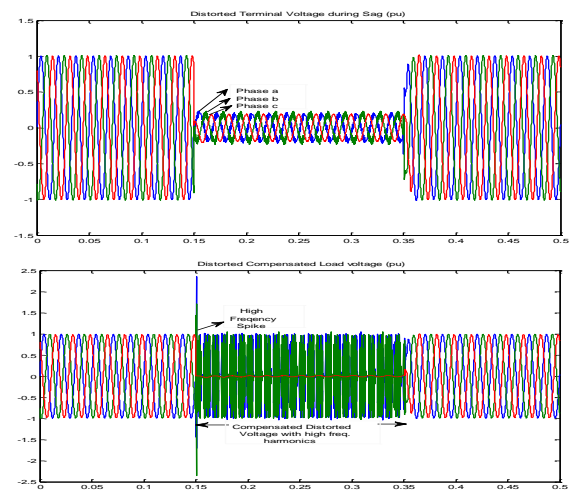 Distorted Terminal Voltage during Sag (pu)
1.5
1
0.5
0
-0.5
-1
-1.5
Phase a
Phase b
Phase c
0 0.05 0.1 0.15 0.2 0.25 0.3 0.35 0.4 0.45 0.5
Distorted Compensated Load voltage (pu)
2.5
2
1.5
1
0.5
0
-0.5
-1
-1.5
-2
-2.5
High
Freqency
Spike
Compensated Distorted
Voltage with high freq.
harmonics
0 0.05 0.1 0.15 0.2 0.25 0.3 0.35 0.4 0.45 0.5